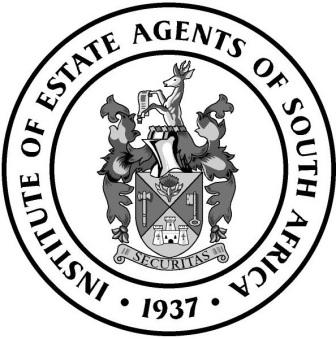 INSTITUTE OF ESTATE AGENTS OF SOUTH AFRICA
SECURITAS
• 1937 •